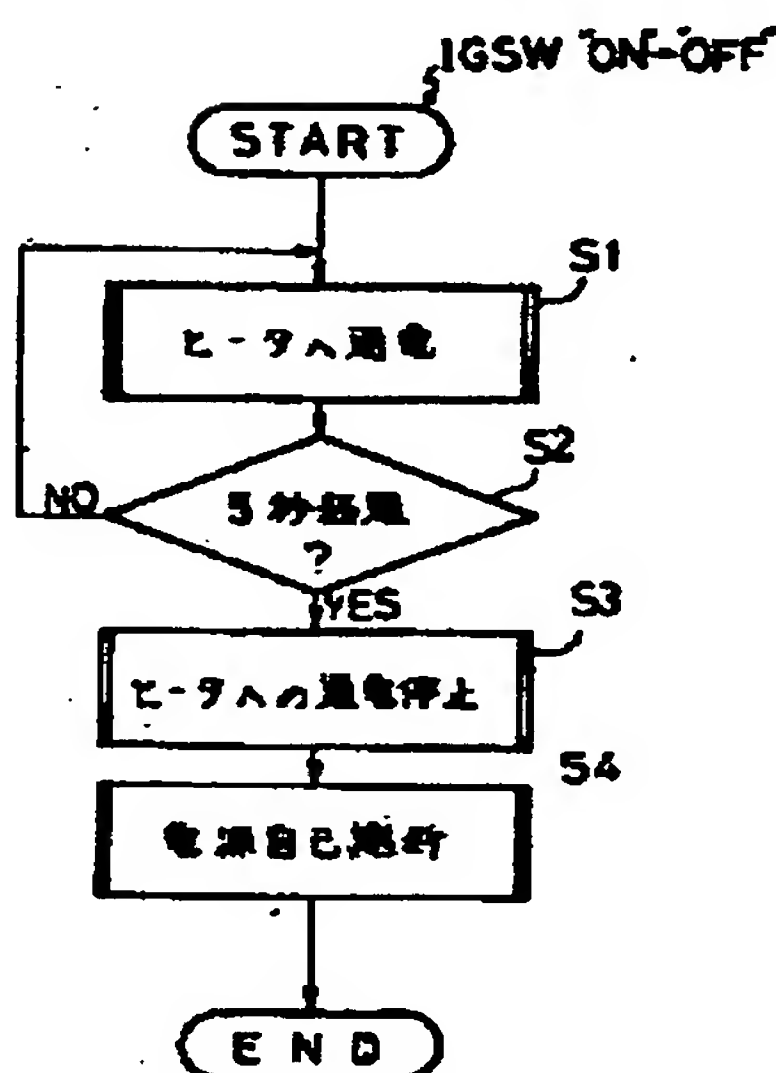 IGSW "ON"-"OFF"
START
S1
ヒータへ通電
S2
NO
5秒経過
?
YES
S3
ヒータへの通電停止
S4
電源自己遮断
END